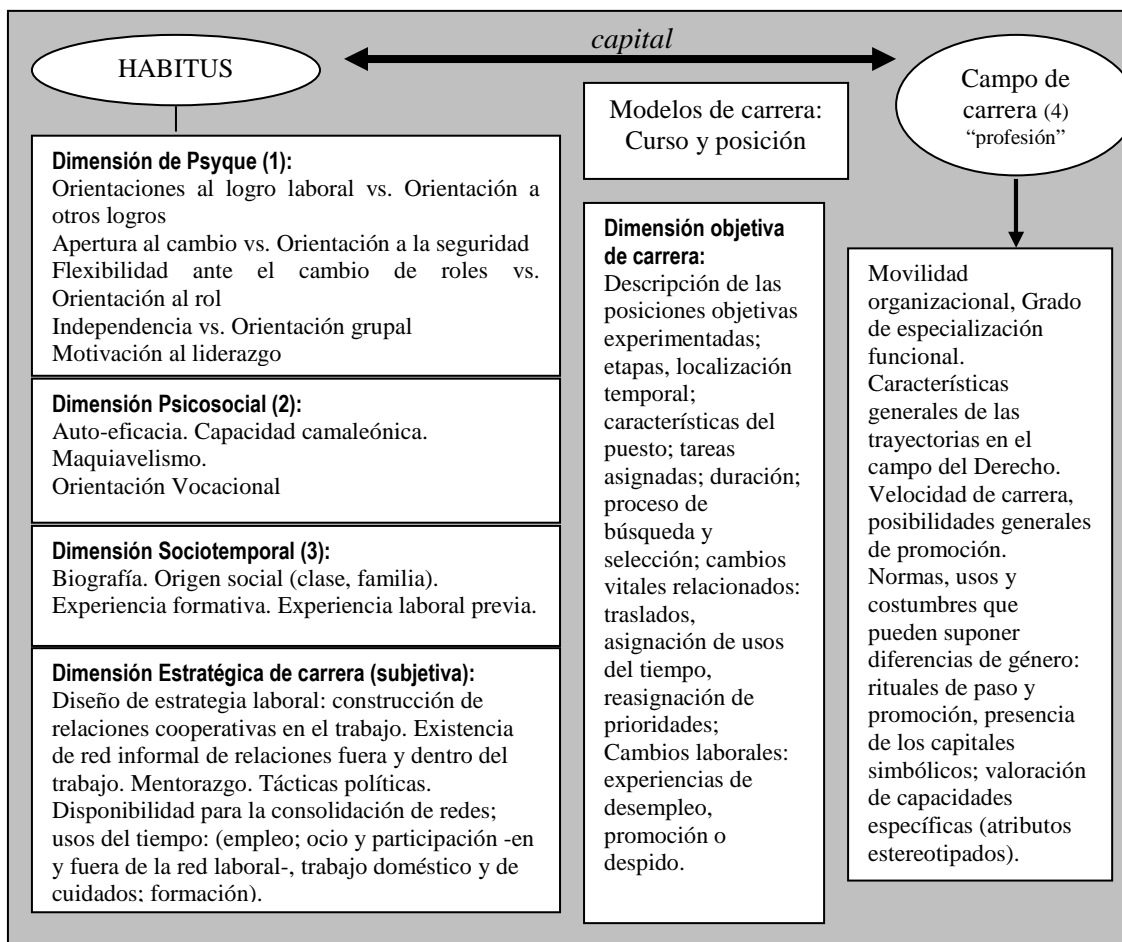 capital
HABITUS
Dimensión de Psyque (1):
Orientaciones al logro laboral vs. Orientación a
otros logros
Apertura al cambio vs. Orientación a la seguridad
Flexibilidad ante el cambio de roles vs.
Orientación al rol
Independencia vs. Orientación grupal
Motivación al liderazgo
Dimensión Psicosocial (2):
Auto-eficacia. Capacidad camaleónica.
Maquiavelismo.
Orientación Vocacional
Dimensión Sociotemporal (3):
Biografía. Origen social (clase, familia).
Experiencia formativa. Experiencia laboral previa.
Dimensión Estratégica de carrera (subjetiva):
Diseño de estrategia laboral: construcción de
relaciones cooperativas en el trabajo. Existencia
de red informal de relaciones fuera y dentro del
trabajo. Mentorazgo. Tácticas políticas.
Disponibilidad para la consolidación de redes;
usos del tiempo: (empleo; ocio y participación -en
y fuera de la red laboral-, trabajo doméstico y de
cuidados; formación).
Modelos de carrera:
Curso y posición
Dimensión objetiva
de carrera:
Descripción de las
posiciones objetivas
experimentadas;
etapas, localización
temporal;
características del
puesto; tareas
asignadas; duración;
proceso de
búsqueda y
selección; cambios
vitales relacionados:
traslados,
asignación de usos
del tiempo,
reasignación de
prioridades;
Cambios laborales:
experiencias de
desempleo,
promoción o
despido.
Campo de
carrera (4)
“profesión”
Movilidad
organizacional, Grado
de especialización
funcional.
Características
generales de las
trayectorias en el
campo del Derecho.
Velocidad de carrera,
posibilidades generales
de promoción.
Normas, usos y
costumbres que
pueden suponer
diferencias de género:
rituales de paso y
promoción, presencia
de los capitales
simbólicos; valoración
de capacidades
específicas (atributos
estereotipados).